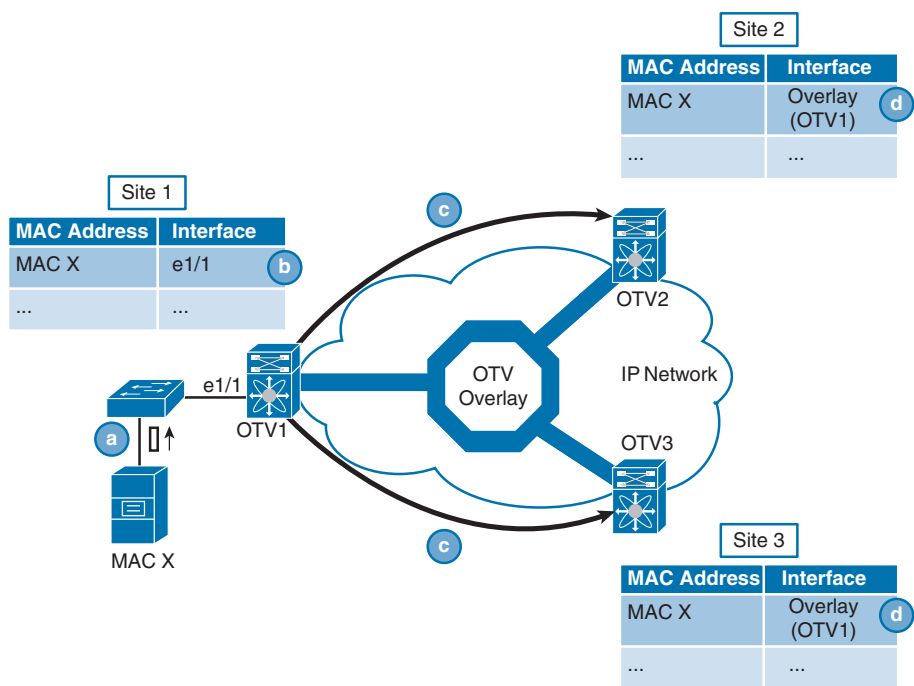 Site 2
MAC Address Interface
MAC X Overlay (OTV1) d
... ...
Site 1
MAC Address Interface
MAC X e1/1 b
... ...
c
OTV2
OTV Overlay
IP Network
e1/1
OTV1
a
MAC X
OTV3
c
Site 3
MAC Address Interface
MAC X Overlay (OTV1) d
... ...